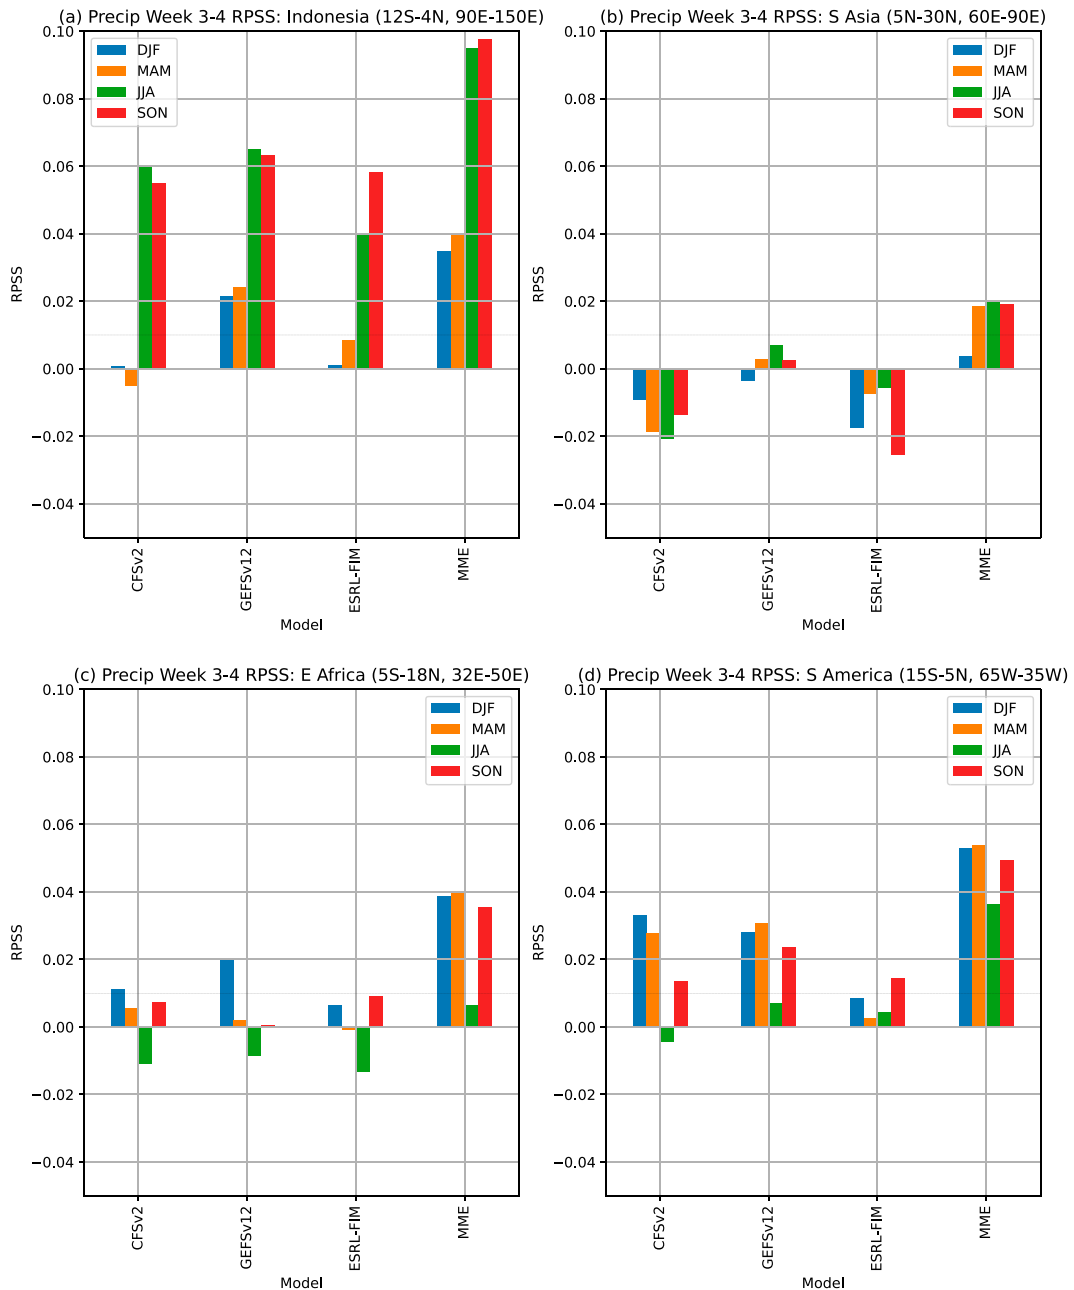 (a) Precip Week 3-4 RPSS: Indonesia (12S-4N, 90E-150E)
0.10
0.08
0.06
0.04
0.02
0.00
−0.02
−0.04
RPSS
DJF
MAM
JJA
SON
CFSv2
GEFSv12
ESRL-FIM
MME
Model
(b) Precip Week 3-4 RPSS: S Asia (5N-30N, 60E-90E)
0.10
0.08
0.06
0.04
0.02
0.00
−0.02
−0.04
RPSS
DJF
MAM
JJA
SON
CFSv2
GEFSv12
ESRL-FIM
MME
Model
(c) Precip Week 3-4 RPSS: E Africa (5S-18N, 32E-50E)
0.10
0.08
0.06
0.04
0.02
0.00
−0.02
−0.04
RPSS
DJF
MAM
JJA
SON
CFSv2
GEFSv12
ESRL-FIM
MME
Model
(d) Precip Week 3-4 RPSS: S America (15S-5N, 65W-35W)
0.10
0.08
0.06
0.04
0.02
0.00
−0.02
−0.04
RPSS
DJF
MAM
JJA
SON
CFSv2
GEFSv12
ESRL-FIM
MME
Model